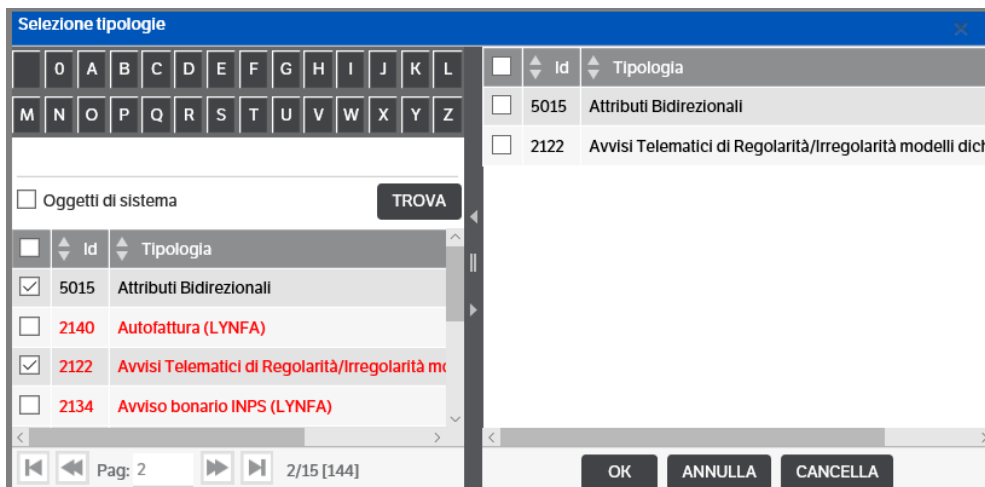 Selezione tipologie
0 A B C D E F G H I J K L
M N O P Q R S T U V W X Y Z
Oggetti di sistema TROVA
Id Tipologia
5015 Attributi Bidirezionali
2140 Autofattura (LYNFA)
2122 Avvisi Telematici di Regolarità/Irregolarità mo
2134 Avviso bonario INPS (LYNFA)
Pag: 2 2/15 [144]
Id Tipologia
5015 Attributi Bidirezionali
2122 Avvisi Telematici di Regolarità/Irregolarità modelli dich
OK ANNULLA CANCELLA